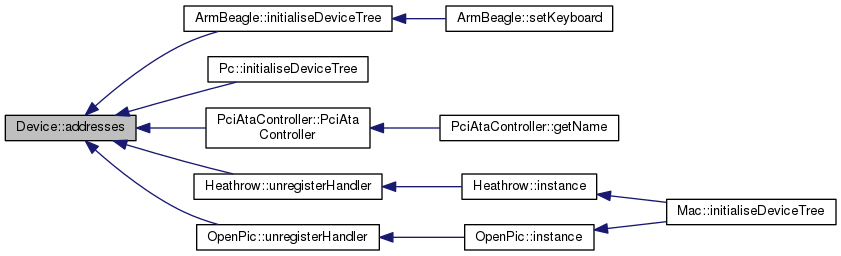 ArmBeagle::initialiseDeviceTree
ArmBeagle::setKeyboard
Pc::initialiseDeviceTree
Device::addresses
PciAtaController::PciAta
Controller
PciAtaController::getName
Heathrow::unregisterHandler
Heathrow::instance
Mac::initialiseDeviceTree
OpenPic::unregisterHandler
OpenPic::instance